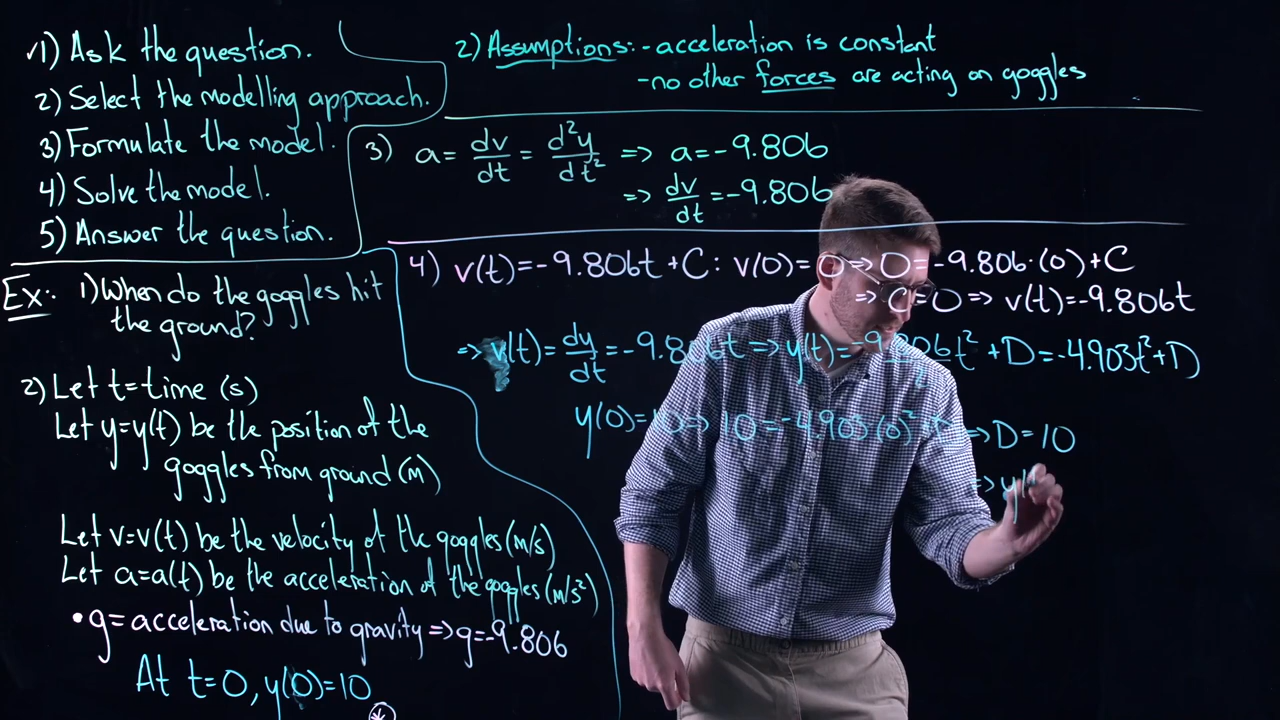 ✓1) Ask the question.
2) Select the modelling approach.
3) Formulate the model.
4) Solve the model.
5) Answer the question.
Ex: 1) When do the goggles hit
the ground?
2) Let t=time (s)
Let y=y(t) be the position of the
goggles from ground (m)
Let v=v(t) be the velocity of the goggles (m/s)
Let a=a(t) be the acceleration of the goggles (m/s²)
• g= acceleration due to gravity => g=-9.806
At t=0, y(0)=10
*
2) Assumptions: - acceleration is constant
- no other forces are acting on goggles
3) a = dv/dt = d²y/dt² => a=-9.806
=> dv/dt = -9.806
4) v(t)=-9.806t + C: v(0)=0 => 0=-9.806·(0)+C
=> C=0 => v(t)=-9.806t
=> v(t)= dy/dt = -9.806t => y(t)= -9.806t² +D=-4.903t²+D
y(0)=10 => 10=-4.903(0)² D => D=10
=> y(t